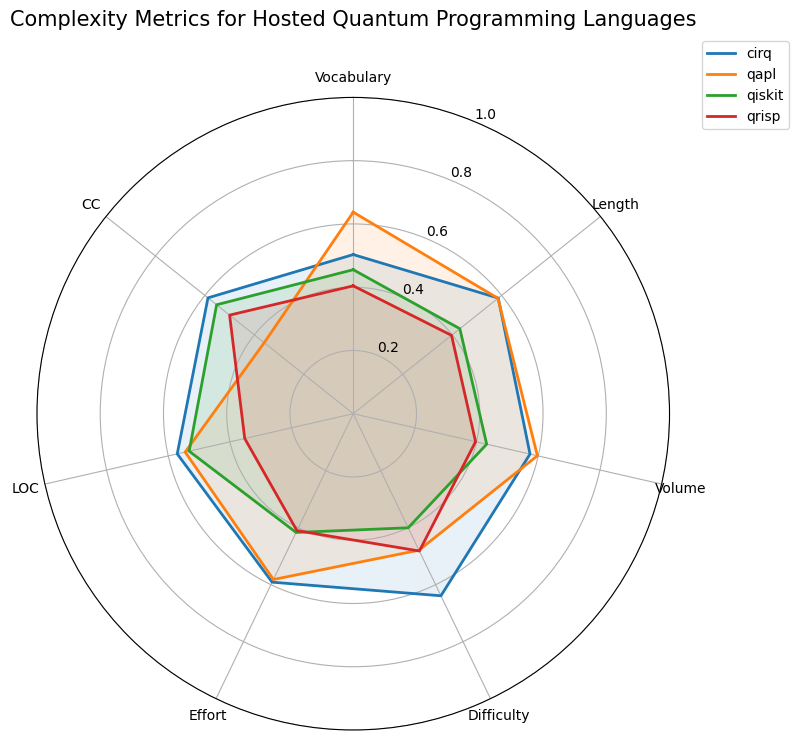 Complexity Metrics for Hosted Quantum Programming Languages
cirq
qapl
qiskit
qrisp
Vocabulary
1.0
0.8
CC
Length
0.6
0.4
0.2
LOC
Volume
Effort
Difficulty